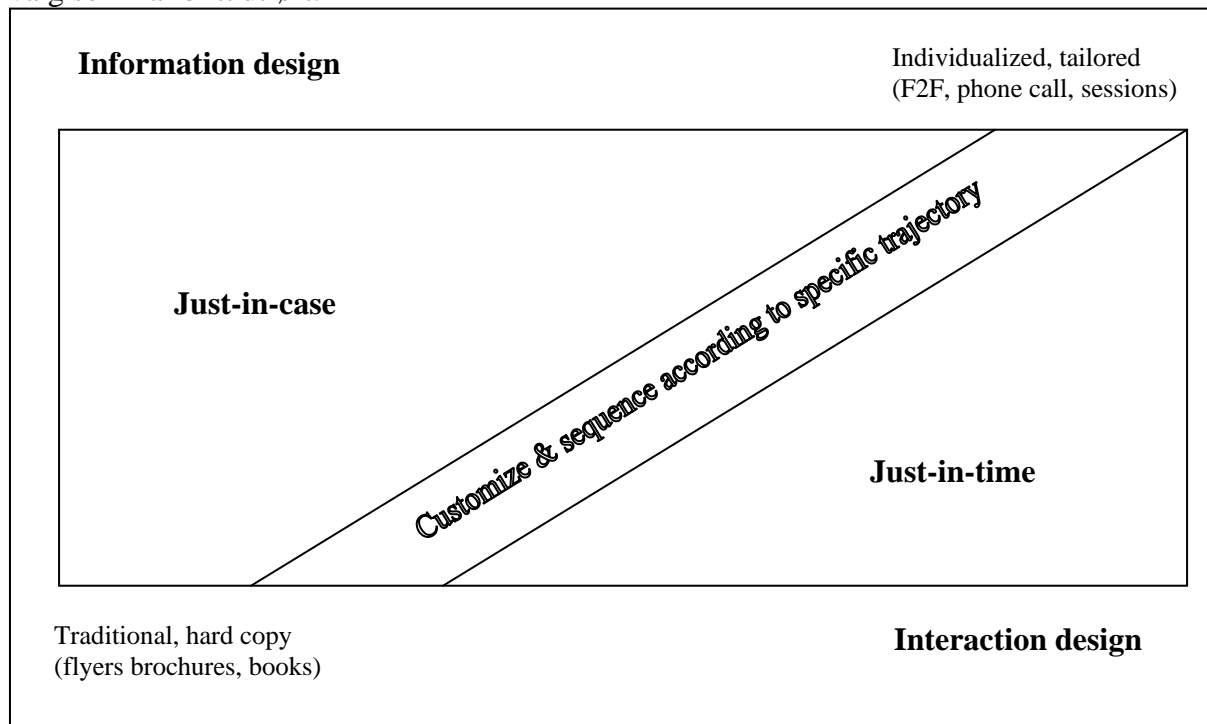 Information design
Individualized, tailored
(F2F, phone call, sessions)
Just-in-case
Customize & sequence according to specific trajectory
Just-in-time
Traditional, hard copy
(flyers brochures, books)
Interaction design